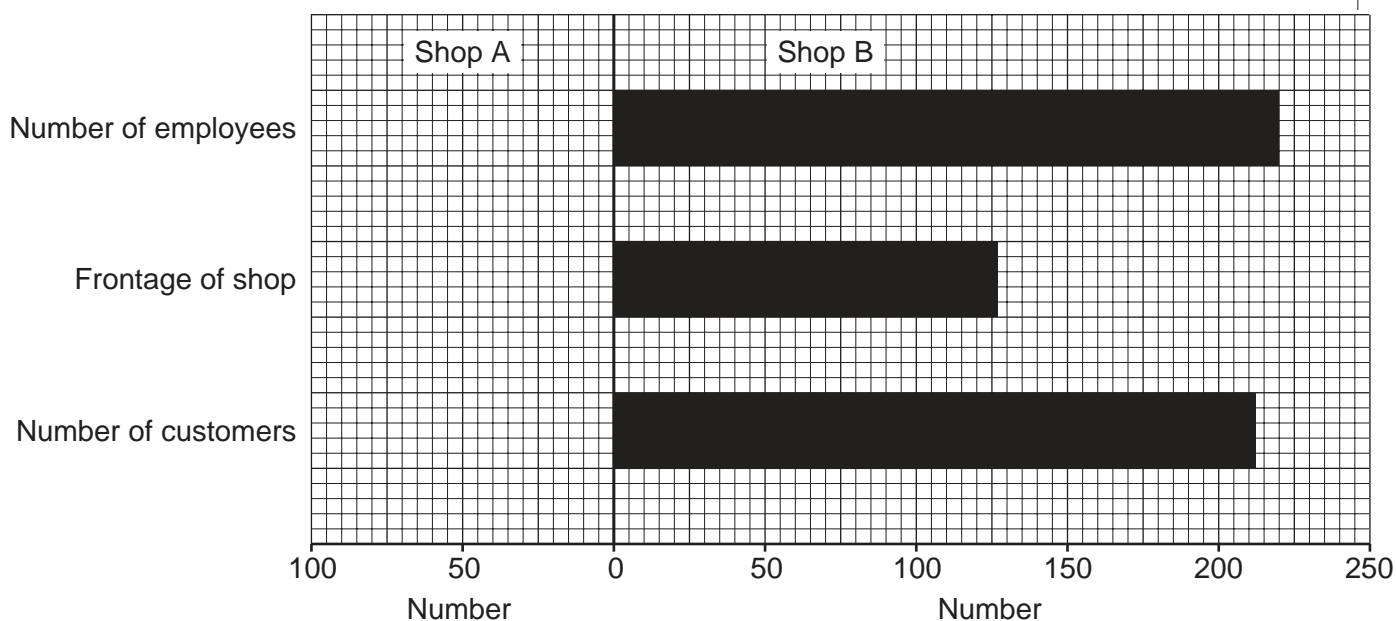 Shop A Shop B
Number of employees
Frontage of shop
Number of customers
100 50 0 50 100 150 200 250
Number Number